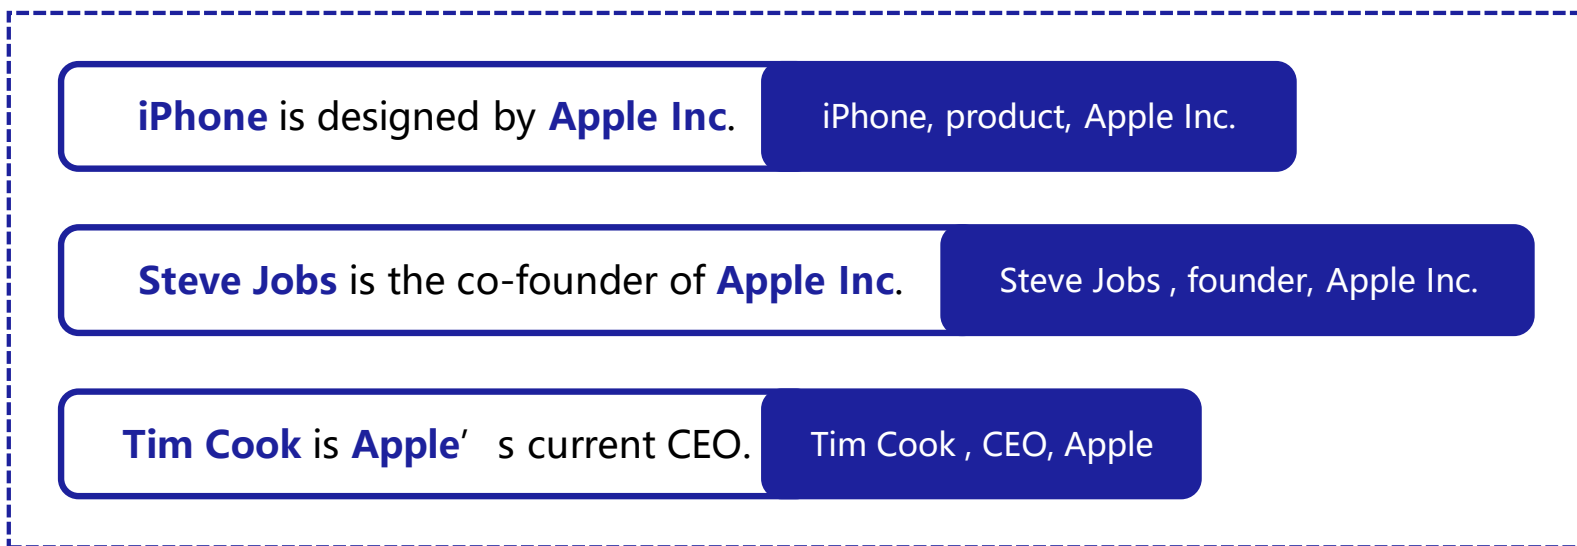 iPhone is designed by Apple Inc. iPhone, product, Apple Inc.
Steve Jobs is the co-founder of Apple Inc. Steve Jobs , founder, Apple Inc.
Tim Cook is Apple’ s current CEO. Tim Cook , CEO, Apple